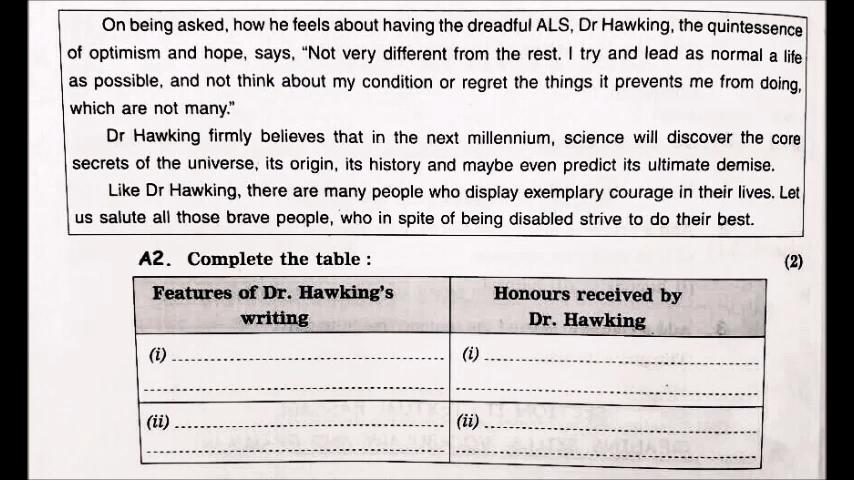 On being asked, how he feels about having the dreadful ALS, Dr Hawking, the quintessence
of optimism and hope, says, “Not very different from the rest. I try and lead as normal a life
as possible, and not think about my condition or regret the things it prevents me from doing,
which are not many.”
Dr Hawking firmly believes that in the next millennium, science will discover the core
secrets of the universe, its origin, its history and maybe even predict its ultimate demise.
Like Dr Hawking, there are many people who display exemplary courage in their lives. Let
us salute all those brave people, who in spite of being disabled strive to do their best.
A2. Complete the table : (2)
Features of Dr. Hawking's writing
Honours received by Dr. Hawking
(i) (i)
(ii) (ii)